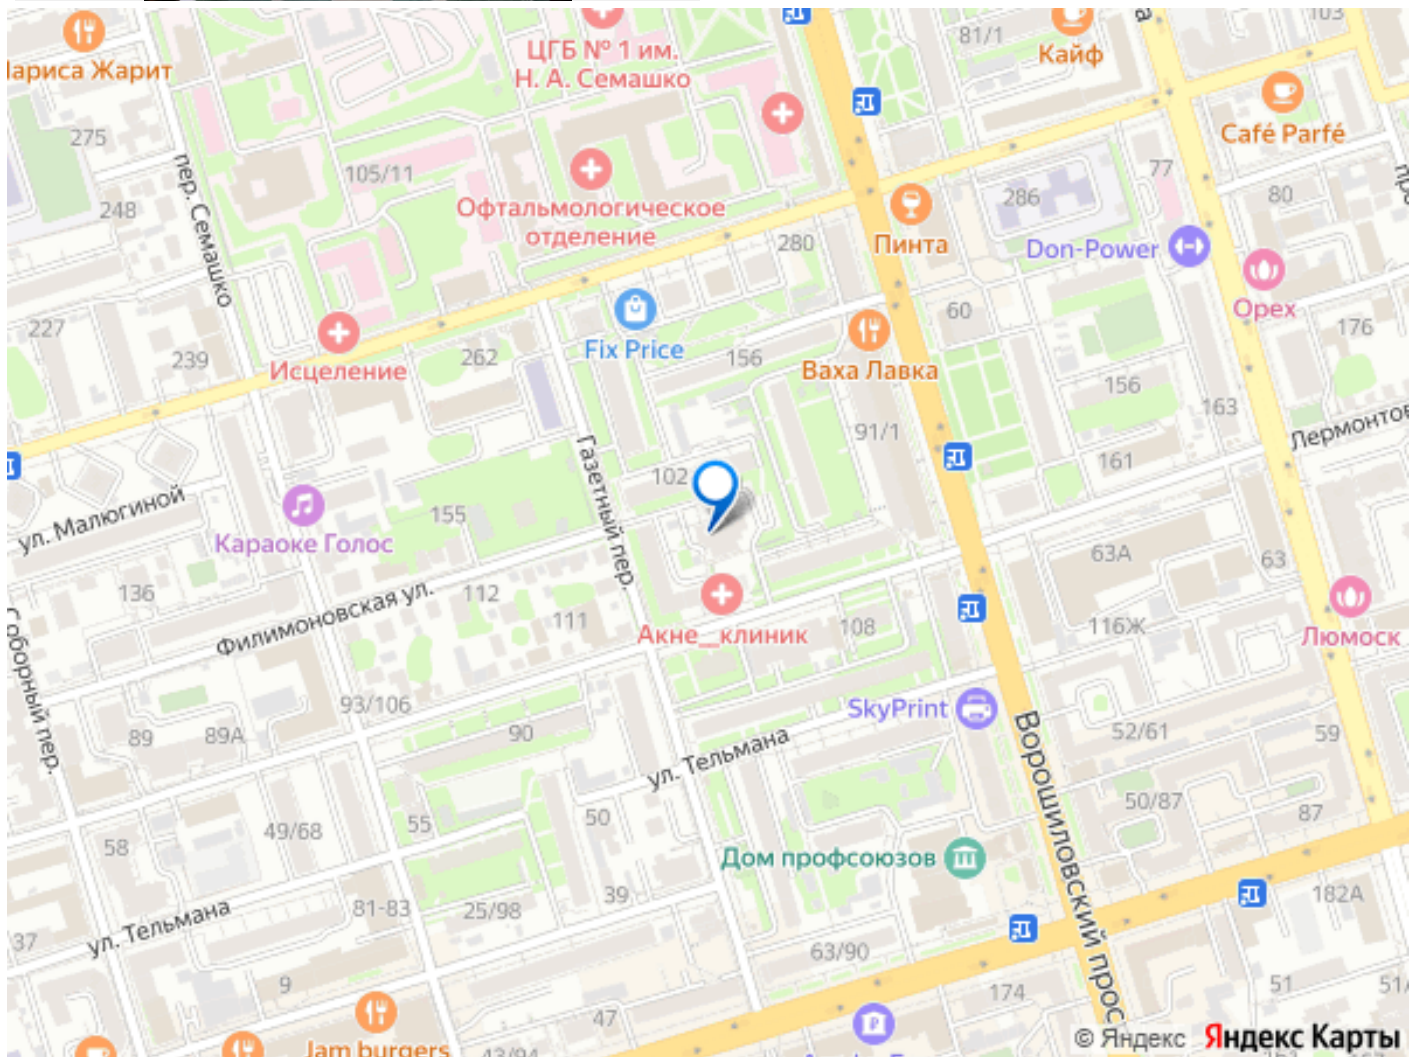 103
81/1
Кайф
ЦГБ № 1 им.
Н. А. Семашко
Жарит
275
Café Parfé
105/11
77
пер. Семашко
286
80
248
Офтальмологическое
отделение
280
Пинта
Don-Power
Орех
227
239
262
Fix Price
156
60
176
Исцеление
Ваха Лавка
156
163
91/1
161
102
Газетный пер.
ул. Малюгиной
155
Караоке Голос
63А
63
136
Филимоновская ул.
112
111
Акне__клиник
108
116Ж
Люмоск
Соборный пер.
93/106
SkyPrint
89
89А
90
ул. Тельмана
52/61
59
Ворошиловский
50
50/87
87
49/68
55
58
Дом профсоюзов
39
81-83
25/98
182А
37
ул. Тельмана
63/90
9
174
51
47
Jam burgers
43/94
© Яндекс Яндекс Карты